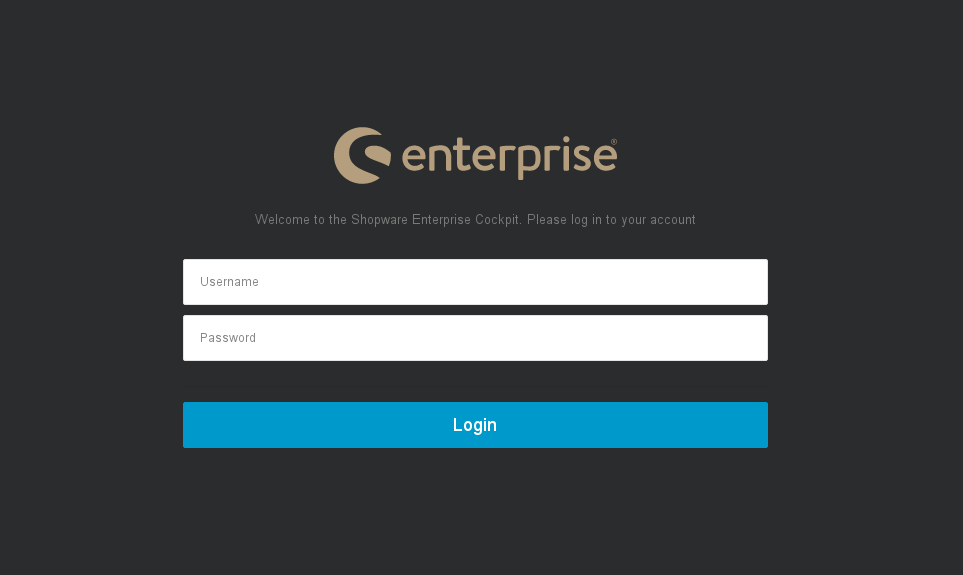 enterprise®
Welcome to the Shopware Enterprise Cockpit. Please log in to your account
Username
Password
Login